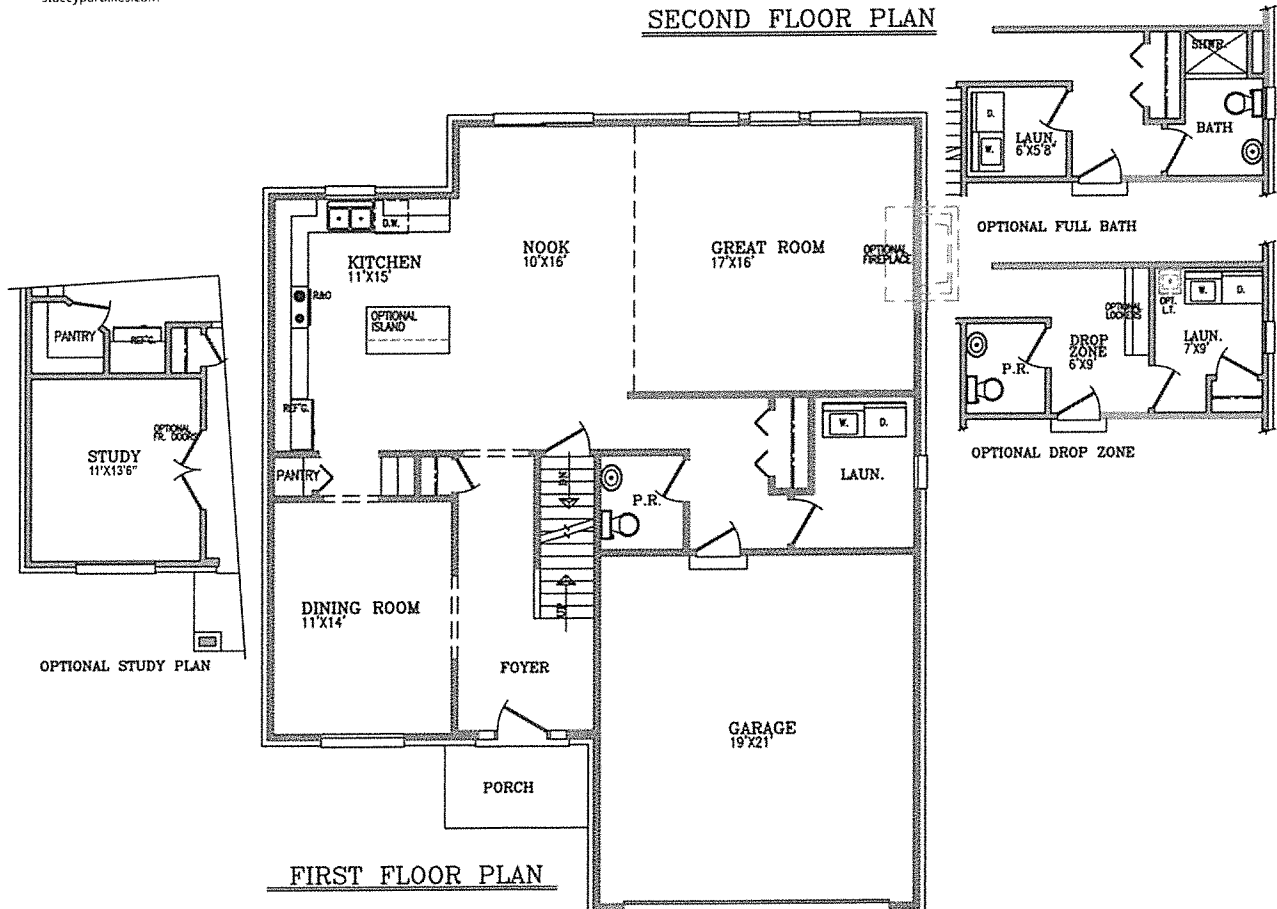 SECOND FLOOR PLAN
SHWR.
D.
W.
LAUN.
6'X5'8"
BATH
OPTIONAL FULL BATH
NOOK
10'X16'
GREAT ROOM
17'X16'
OPTIONAL
FIREPLACE
D.W.
KITCHEN
11'X15'
R&O
OPTIONAL
ISLAND
REF'G.
PANTRY
OPTIONAL
LOCKERS
OPT.
L.T.
W.
D.
LAUN.
7'X9'
DROP
ZONE
6'X9'
P.R.
OPTIONAL DROP ZONE
PANTRY
REF'G.
OPTIONAL
FR. DOORS
STUDY
11'X13'6"
OPTIONAL STUDY PLAN
DN
UP
P.R.
W.
D.
LAUN.
DINING ROOM
11'X14'
FOYER
GARAGE
19'X21'
PORCH
FIRST FLOOR PLAN